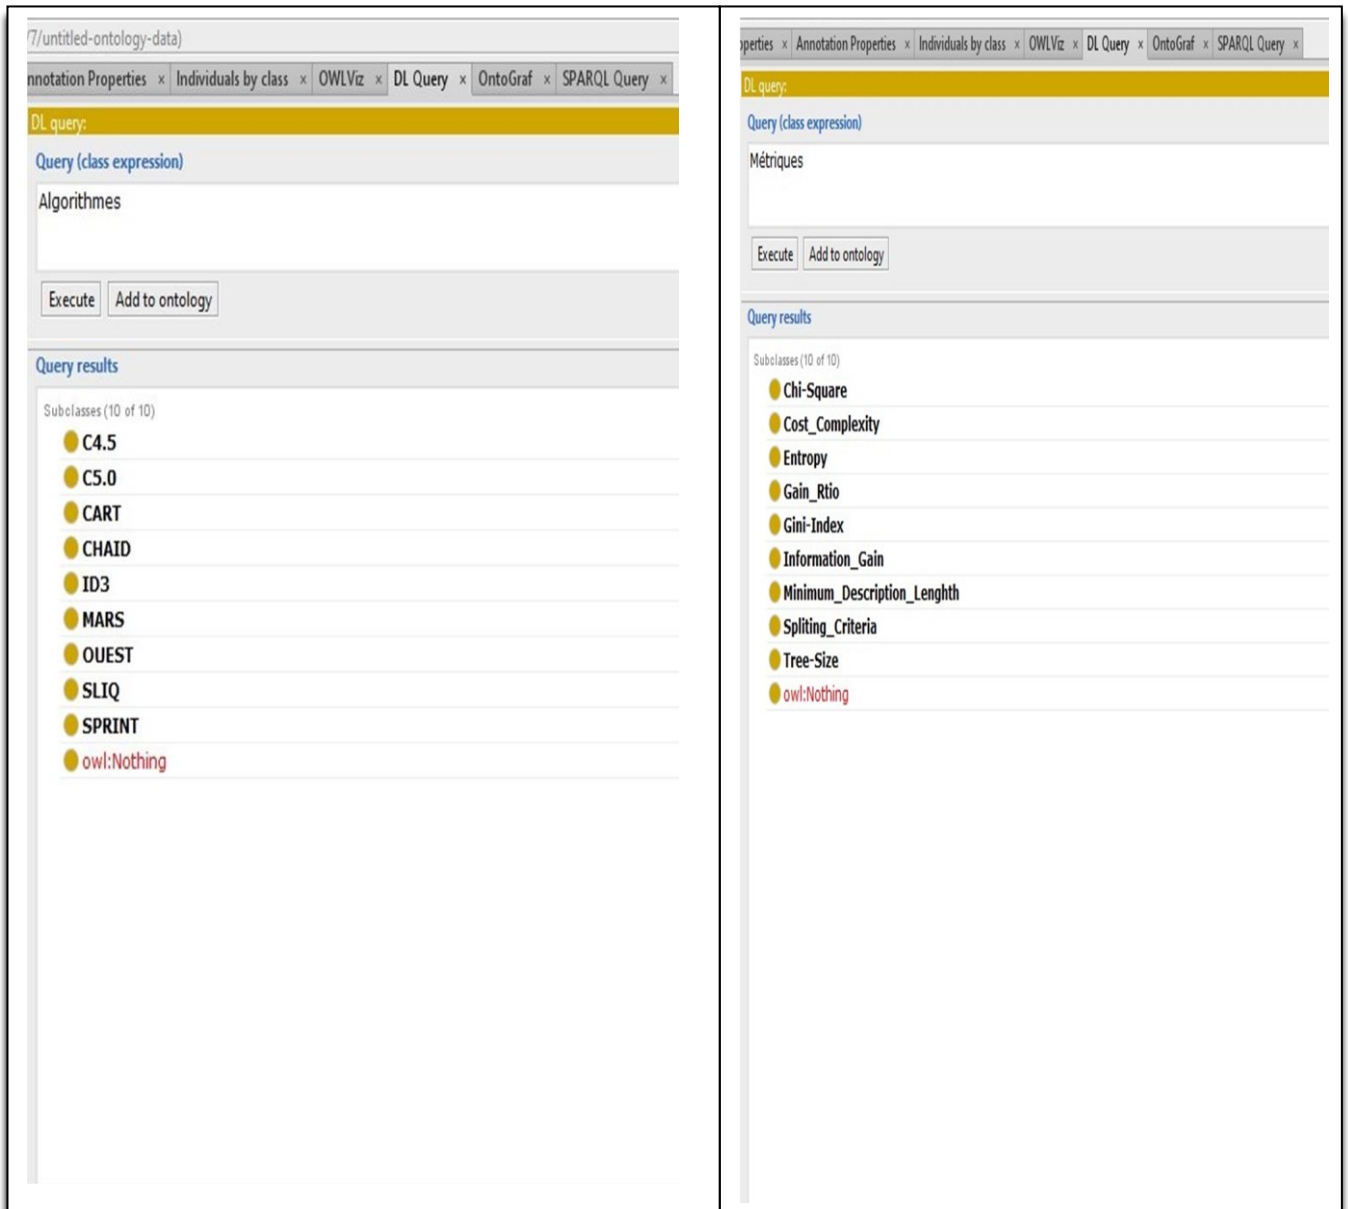 /7/untitled-ontology-data)
nnotation Properties × Individuals by class × OWLViz × DL Query × OntoGraf × SPARQL Query ×
DL query:
Query (class expression)
Algorithmes
Execute Add to ontology
Query results
Subclasses (10 of 10)
C4.5
C5.0
CART
CHAID
ID3
MARS
OUEST
SLIQ
SPRINT
owl:Nothing
operties × Annotation Properties × Individuals by class × OWLViz × DL Query × OntoGraf × SPARQL Query ×
DL query:
Query (class expression)
Métriques
Execute Add to ontology
Query results
Subclasses (10 of 10)
Chi-Square
Cost_Complexity
Entropy
Gain_Rtio
Gini-Index
Information_Gain
Minimum_Description_Lenghth
Spliting_Criteria
Tree-Size
owl:Nothing